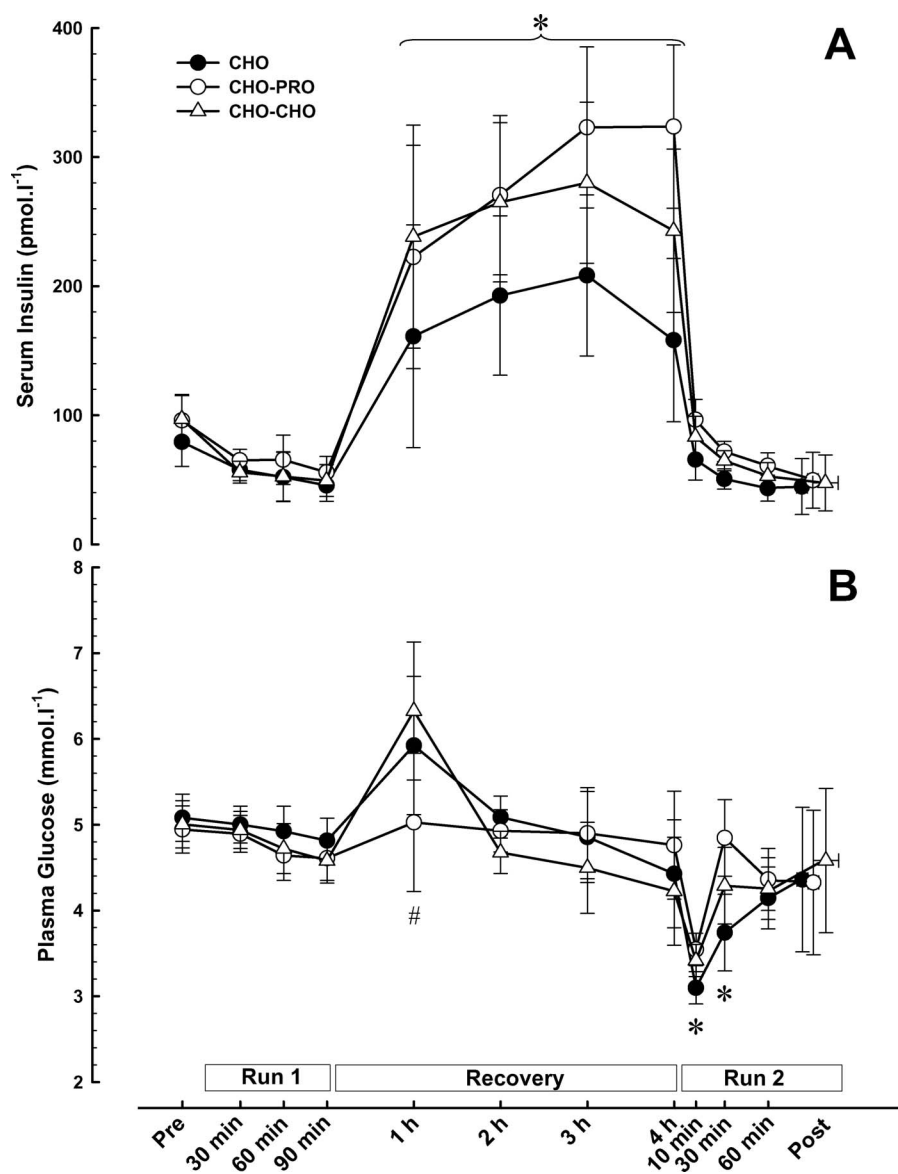 400
*
A
CHO
CHO-PRO
CHO-CHO
300
200
100
0
Serum Insulin (pmol.l⁻¹)
8
B
7
6
5
4
3
2
Plasma Glucose (mmol.l⁻¹)
#
*
*
Run 1
Recovery
Run 2
Pre
30 min
60 min
90 min
1 h
2 h
3 h
4 h
10 min
30 min
60 min
Post